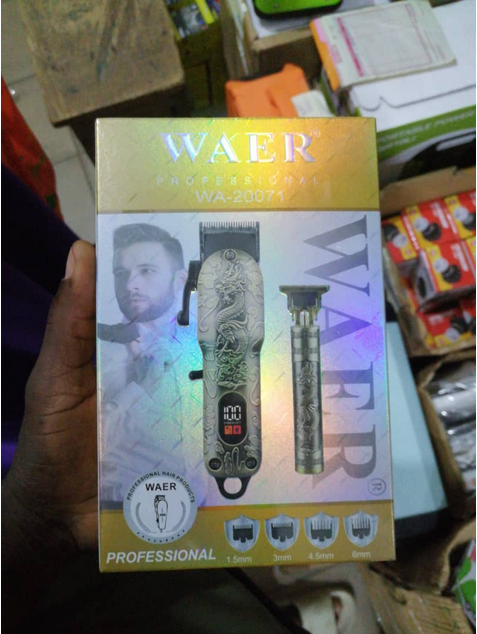 WAER®
PROFESSIONAL
WA-20071
WAER®
100
PROFESSIONAL HAIR PRODUCTS
WAER
PROFESSIONAL
1.5mm
3mm
4.5mm
6mm